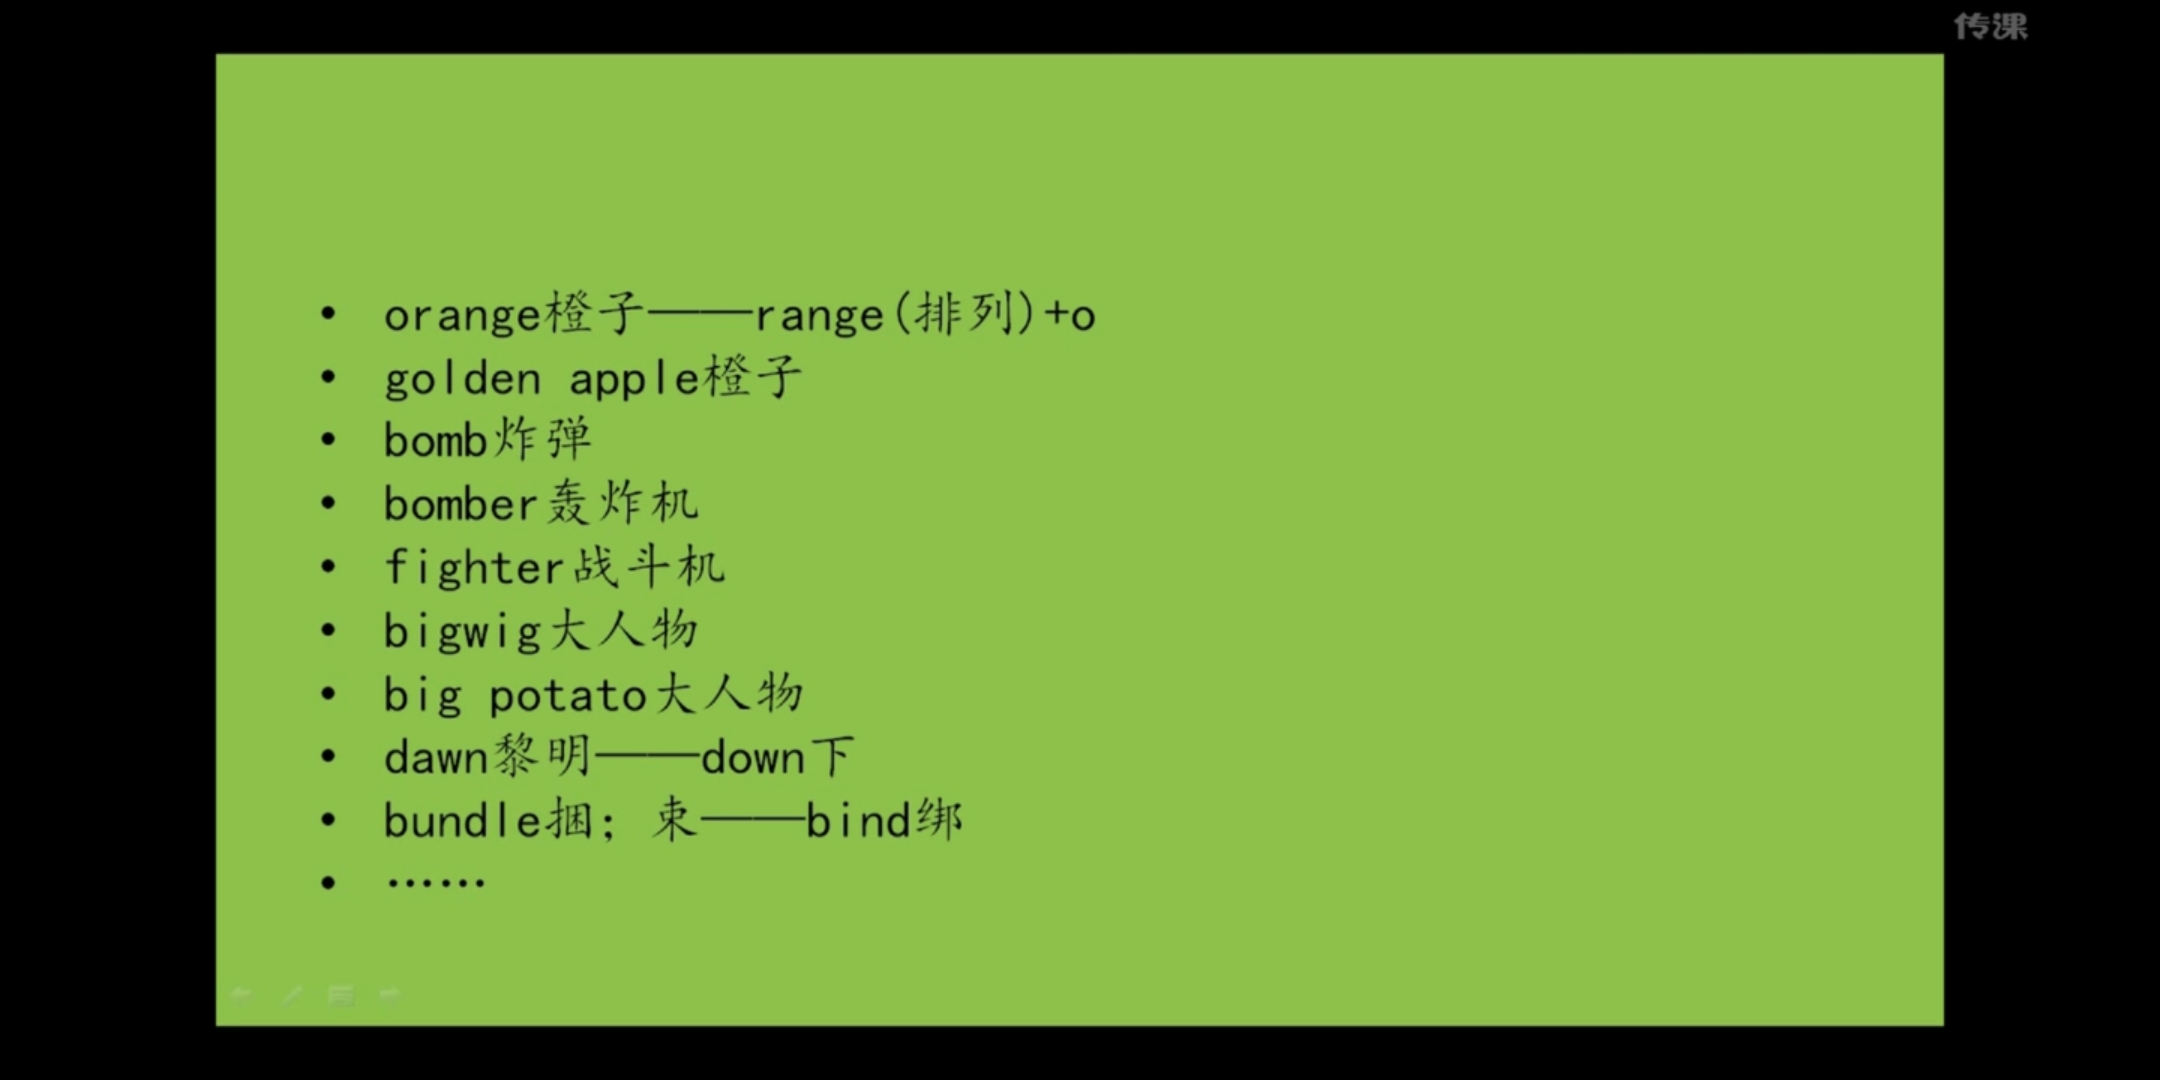 传课
• orange橙子——range(排列)+o
• golden apple橙子
• bomb炸弹
• bomber轰炸机
• fighter战斗机
• bigwig大人物
• big potato大人物
• dawn黎明——down下
• bundle捆；束——bind绑
• ……